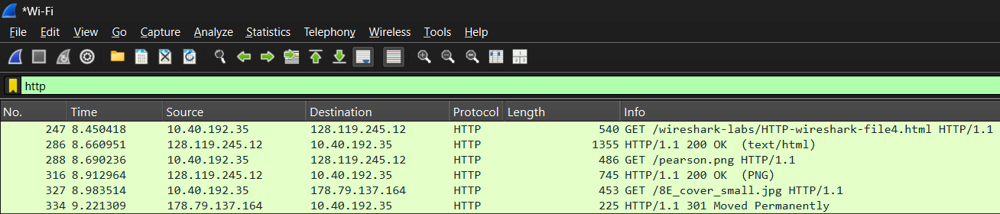 *Wi-Fi
File Edit View Go Capture Analyze Statistics Telephony Wireless Tools Help
http
No. Time Source Destination Protocol Length Info
247 8.450418 10.40.192.35 128.119.245.12 HTTP 540 GET /wireshark-labs/HTTP-wireshark-file4.html HTTP/1.1
286 8.660951 128.119.245.12 10.40.192.35 HTTP 1355 HTTP/1.1 200 OK (text/html)
288 8.690236 10.40.192.35 128.119.245.12 HTTP 486 GET /pearson.png HTTP/1.1
316 8.912964 128.119.245.12 10.40.192.35 HTTP 745 HTTP/1.1 200 OK (PNG)
327 8.983514 10.40.192.35 178.79.137.164 HTTP 453 GET /8E_cover_small.jpg HTTP/1.1
334 9.221309 178.79.137.164 10.40.192.35 HTTP 225 HTTP/1.1 301 Moved Permanently